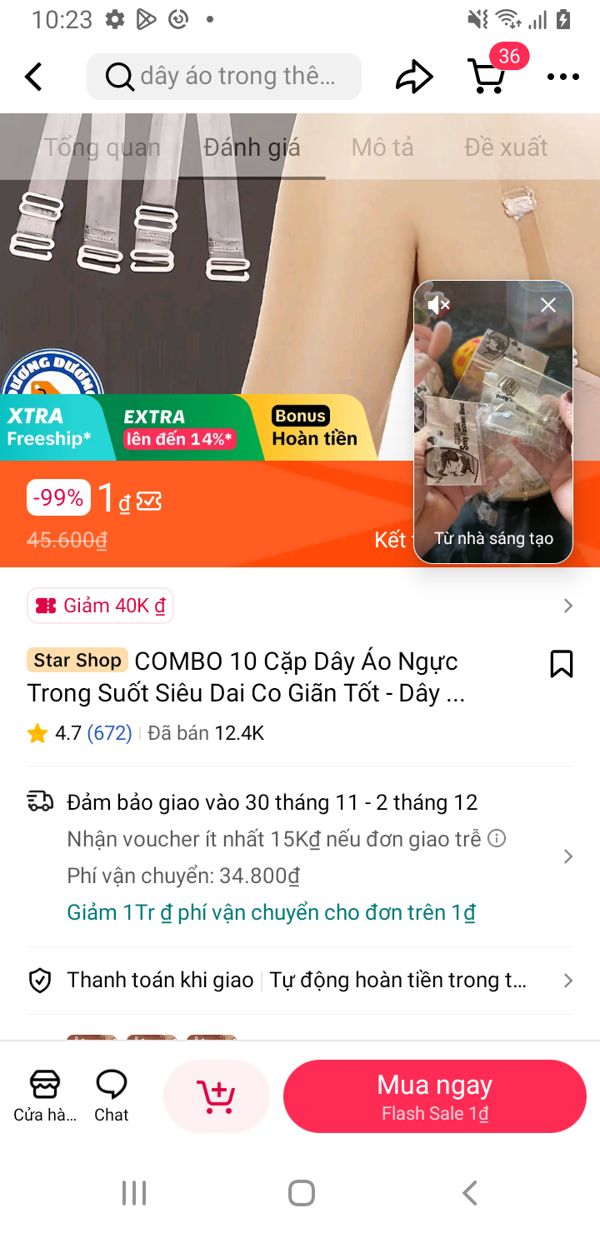 10:23
dây áo trong thê...
36
Tổng quan
Đánh giá
Mô tả
Đề xuất
XTRA
Freeship*
EXTRA
lên đến 14%*
Bonus
Hoàn tiền
-99%
1₫
45.600₫
Kết
Từ nhà sáng tạo
Giảm 40K ₫
Star Shop COMBO 10 Cặp Dây Áo Ngực
Trong Suốt Siêu Dai Co Giãn Tốt - Dây ...
4.7 (672) Đã bán 12.4K
Đảm bảo giao vào 30 tháng 11 - 2 tháng 12
Nhận voucher ít nhất 15K₫ nếu đơn giao trễ
Phí vận chuyển: 34.800₫
Giảm 1Tr ₫ phí vận chuyển cho đơn trên 1₫
Thanh toán khi giao
Tự động hoàn tiền trong t...
Cửa hà...
Chat
Mua ngay
Flash Sale 1₫